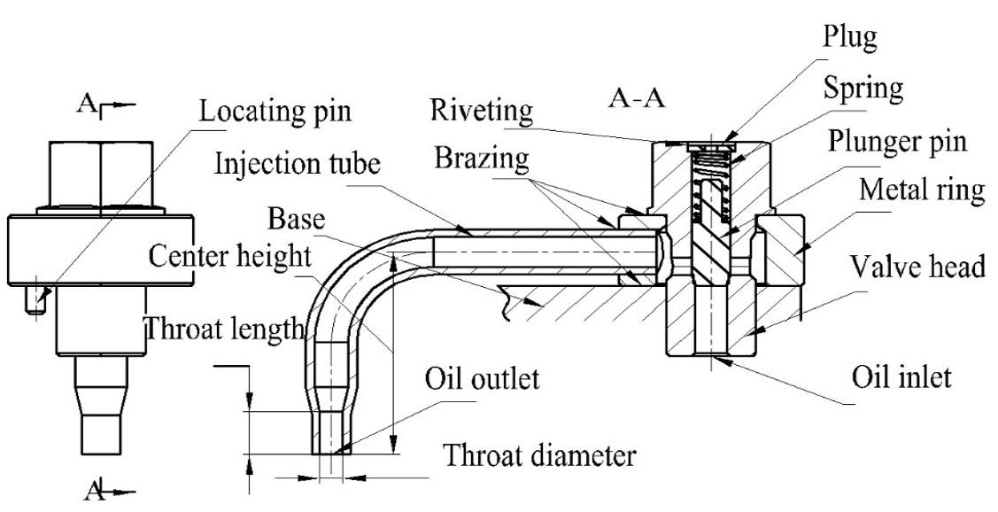 Plug
A
Locating pin
Riveting
A-A
Spring
Injection tube
Brazing
Plunger pin
Base
Metal ring
Center height
Valve head
Throat length
Oil outlet
Oil inlet
Throat diameter
A